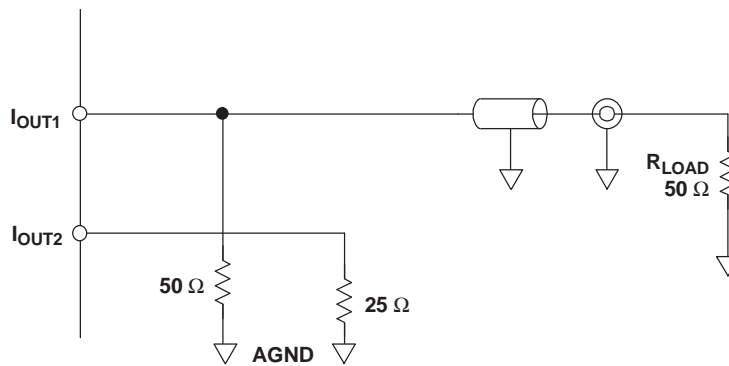 IOUT1
RLOAD
50 Ω
IOUT2
50 Ω
25 Ω
AGND